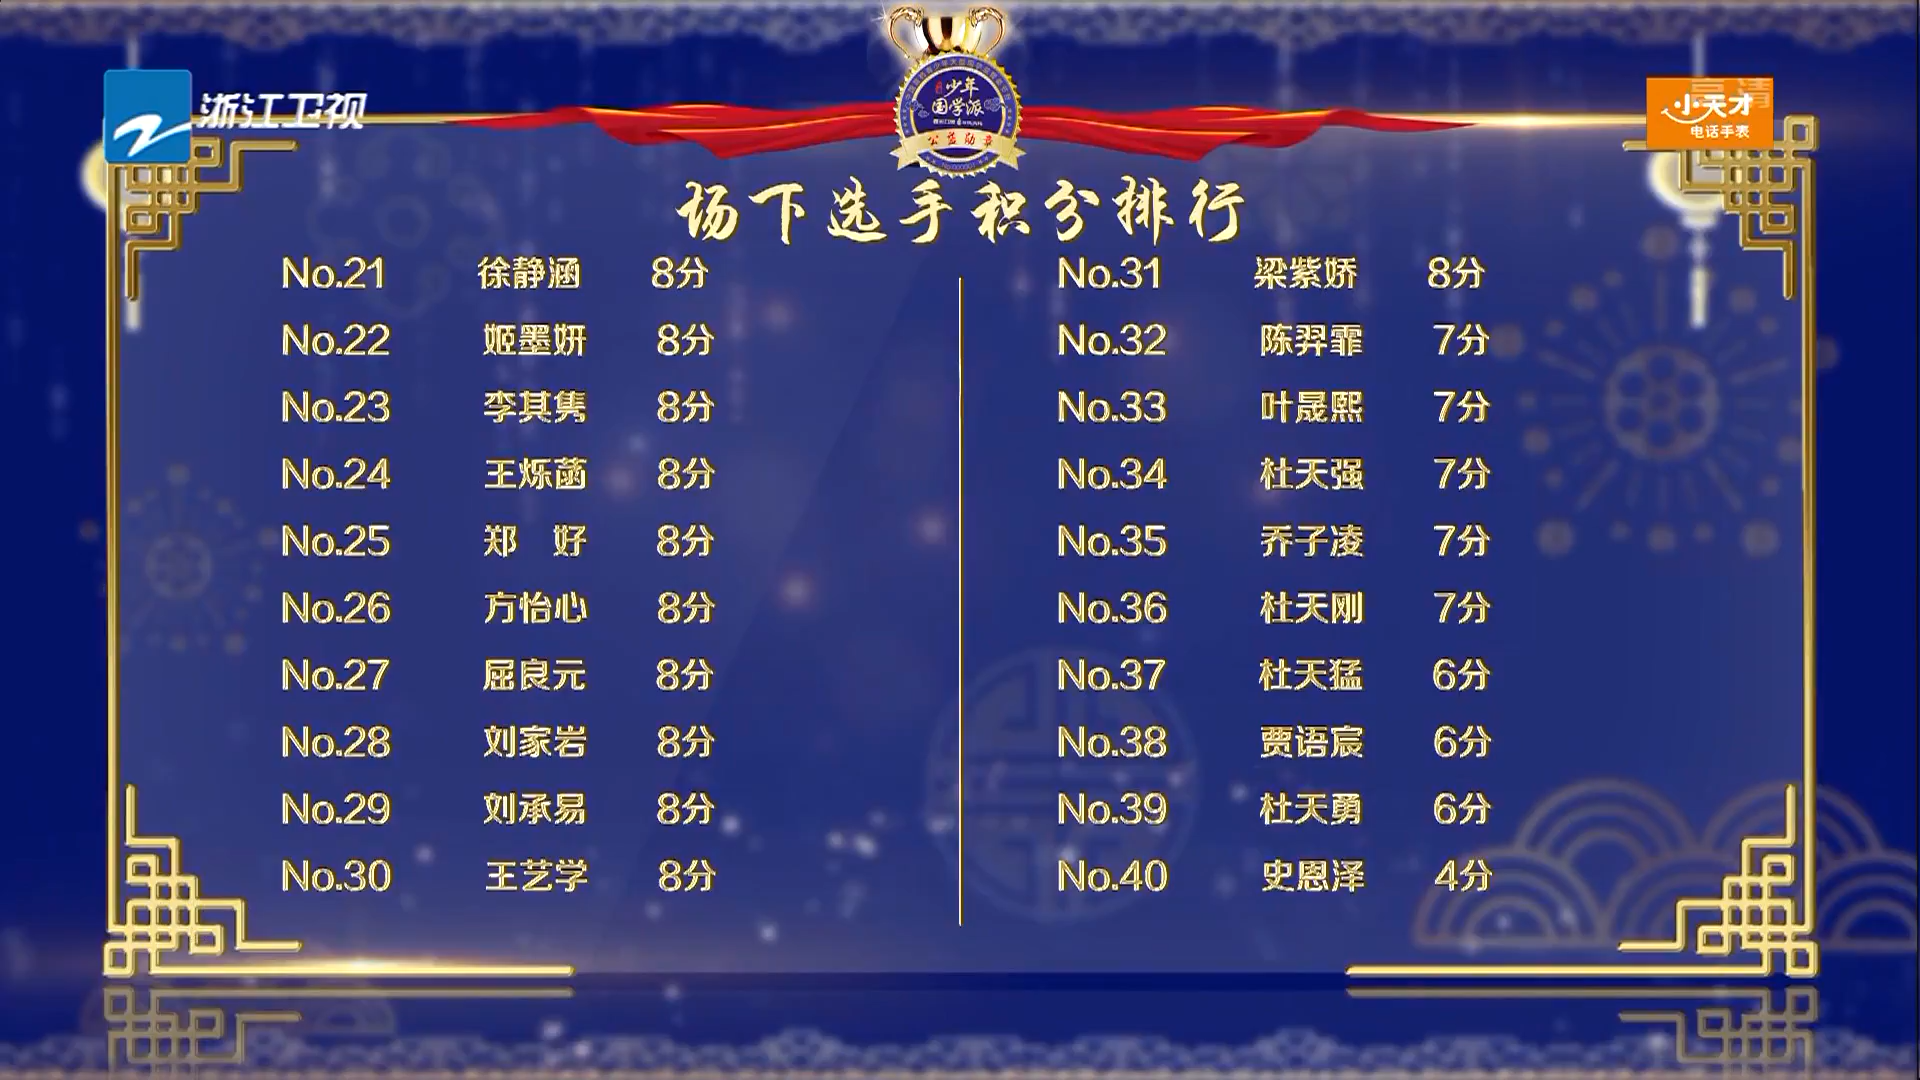 浙江卫视
少年
国学派
公益勋章
高清
小天才
电话手表
场下选手积分排行
No.21 徐静涵 8分
No.22 姬墨妍 8分
No.23 李其隽 8分
No.24 王烁菡 8分
No.25 郑 好 8分
No.26 方怡心 8分
No.27 屈良元 8分
No.28 刘家岩 8分
No.29 刘承易 8分
No.30 王艺学 8分
No.31 梁紫娇 8分
No.32 陈羿霏 7分
No.33 叶晟熙 7分
No.34 杜天强 7分
No.35 乔子凌 7分
No.36 杜天刚 7分
No.37 杜天猛 6分
No.38 贾语宸 6分
No.39 杜天勇 6分
No.40 史恩泽 4分